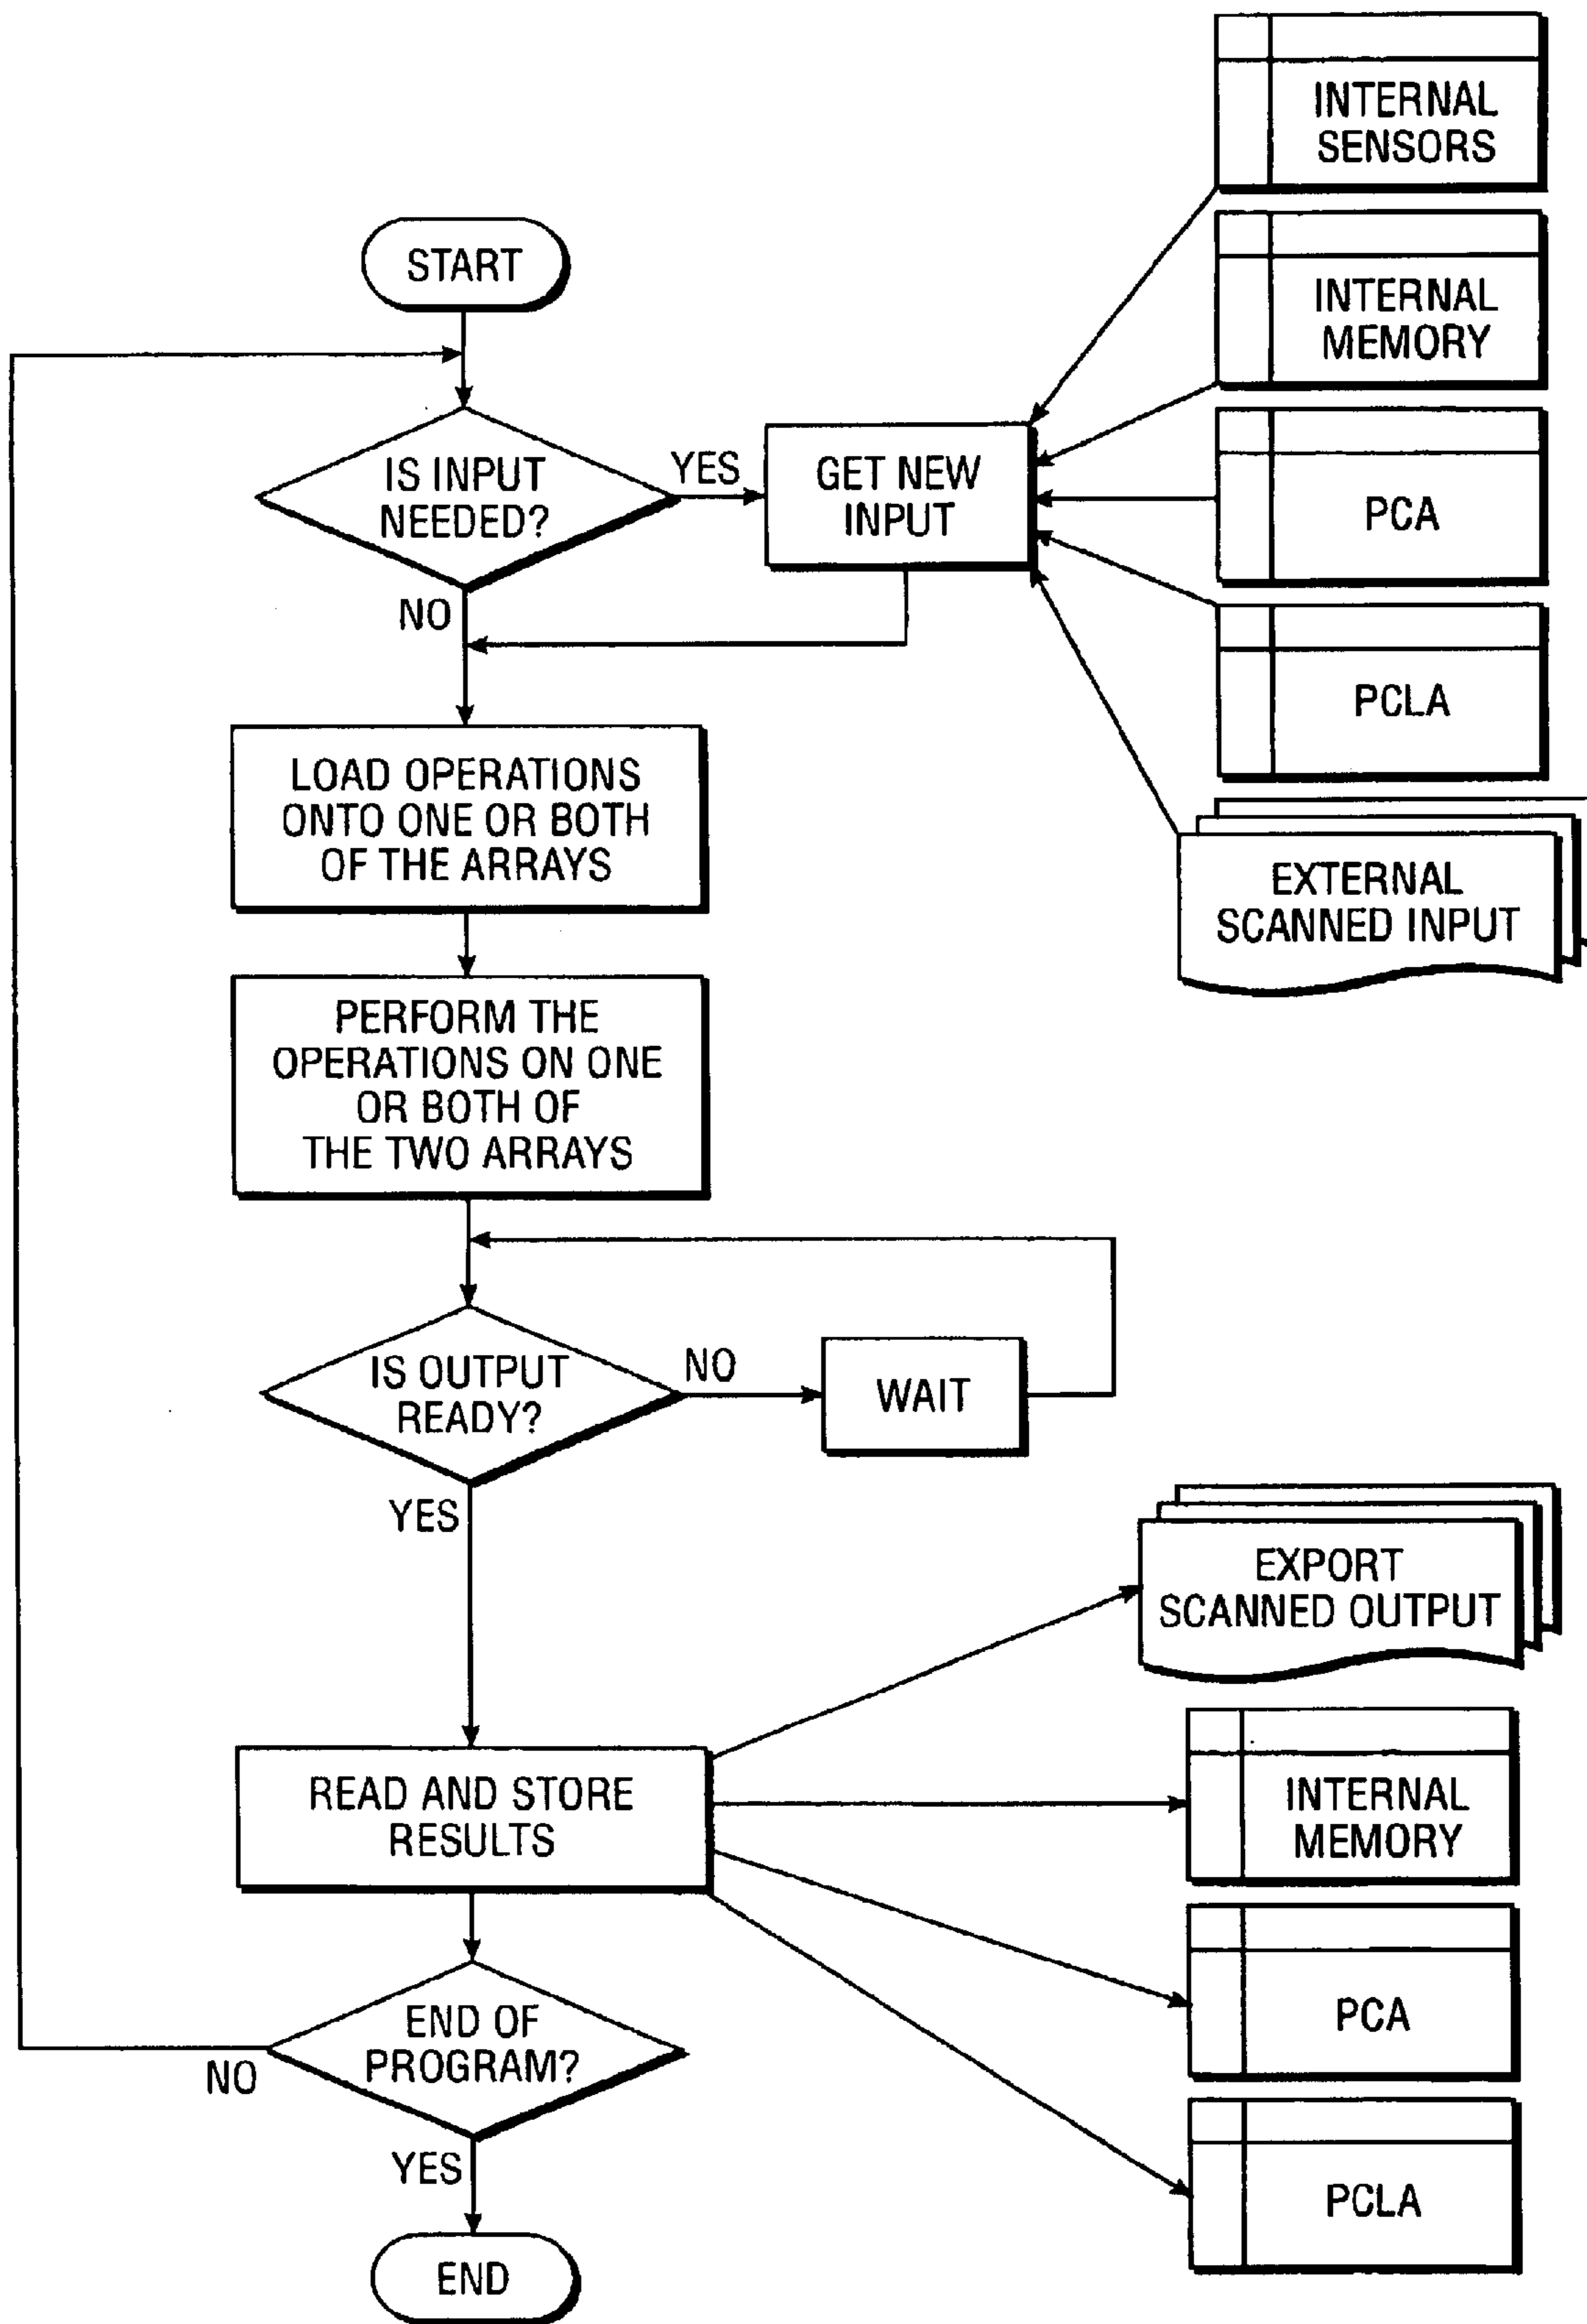 INTERNAL
SENSORS
START
INTERNAL
MEMORY
IS INPUT
NEEDED?
YES
GET NEW
INPUT
PCA
NO
PCLA
LOAD OPERATIONS
ONTO ONE OR BOTH
OF THE ARRAYS
EXTERNAL
SCANNED INPUT
PERFORM THE
OPERATIONS ON ONE
OR BOTH OF
THE TWO ARRAYS
IS OUTPUT
READY?
NO
WAIT
YES
EXPORT
SCANNED OUTPUT
READ AND STORE
RESULTS
INTERNAL
MEMORY
END OF
PROGRAM?
NO
PCA
YES
PCLA
END